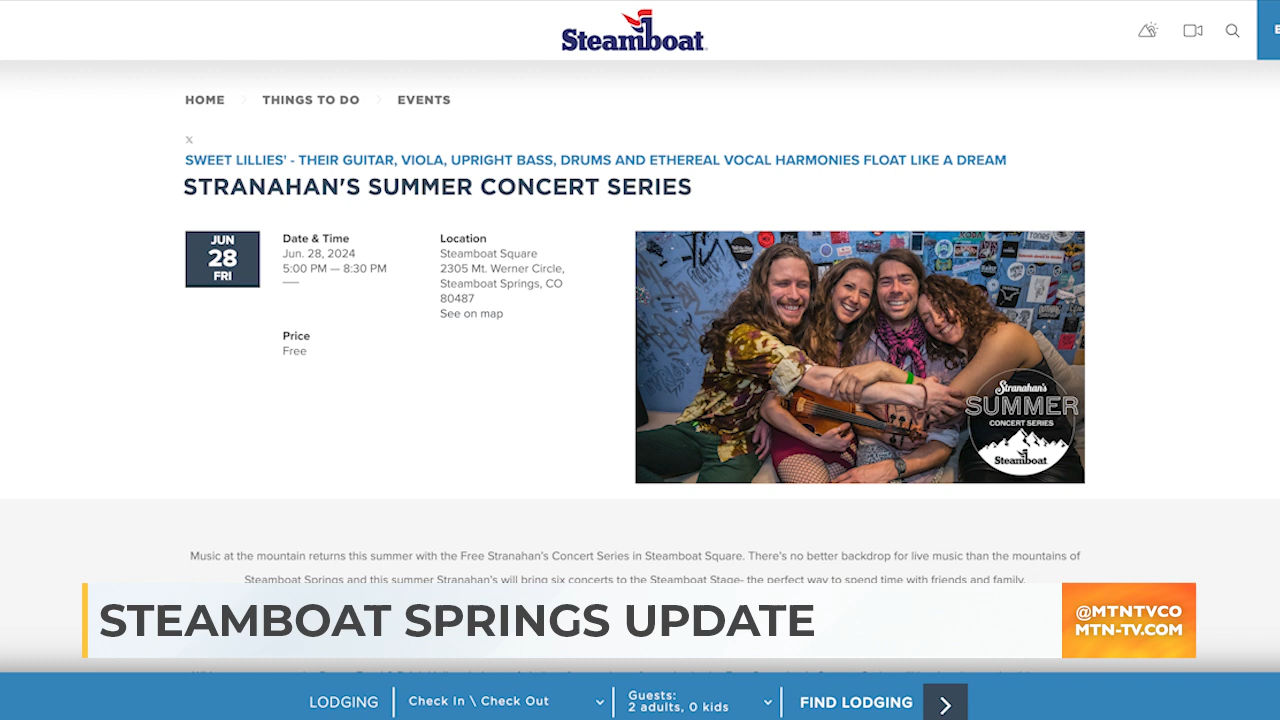 Steamboat
E
HOME
THINGS TO DO
EVENTS
X
SWEET LILLIES' - THEIR GUITAR, VIOLA, UPRIGHT BASS, DRUMS AND ETHEREAL VOCAL HARMONIES FLOAT LIKE A DREAM
STRANAHAN'S SUMMER CONCERT SERIES
JUN
28
FRI
Date & Time
Jun. 28, 2024
5:00 PM — 8:30 PM
Price
Free
Location
Steamboat Square
2305 Mt. Werner Circle,
Steamboat Springs, CO
80487
See on map
Stranahan's
SUMMER
CONCERT SERIES
Steamboat
Music at the mountain returns this summer with the Free Stranahan's Concert Series in Steamboat Square. There's no better backdrop for live music than the mountains of
Steamboat Springs and this summer Stranahan's will bring six concerts to the Steamboat Stage- the perfect way to spend time with friends and family.
STEAMBOAT SPRINGS UPDATE
@MTNTVCO
MTN-TV.COM
LODGING
Check In \ Check Out
Guests:
2 adults, 0 kids
FIND LODGING